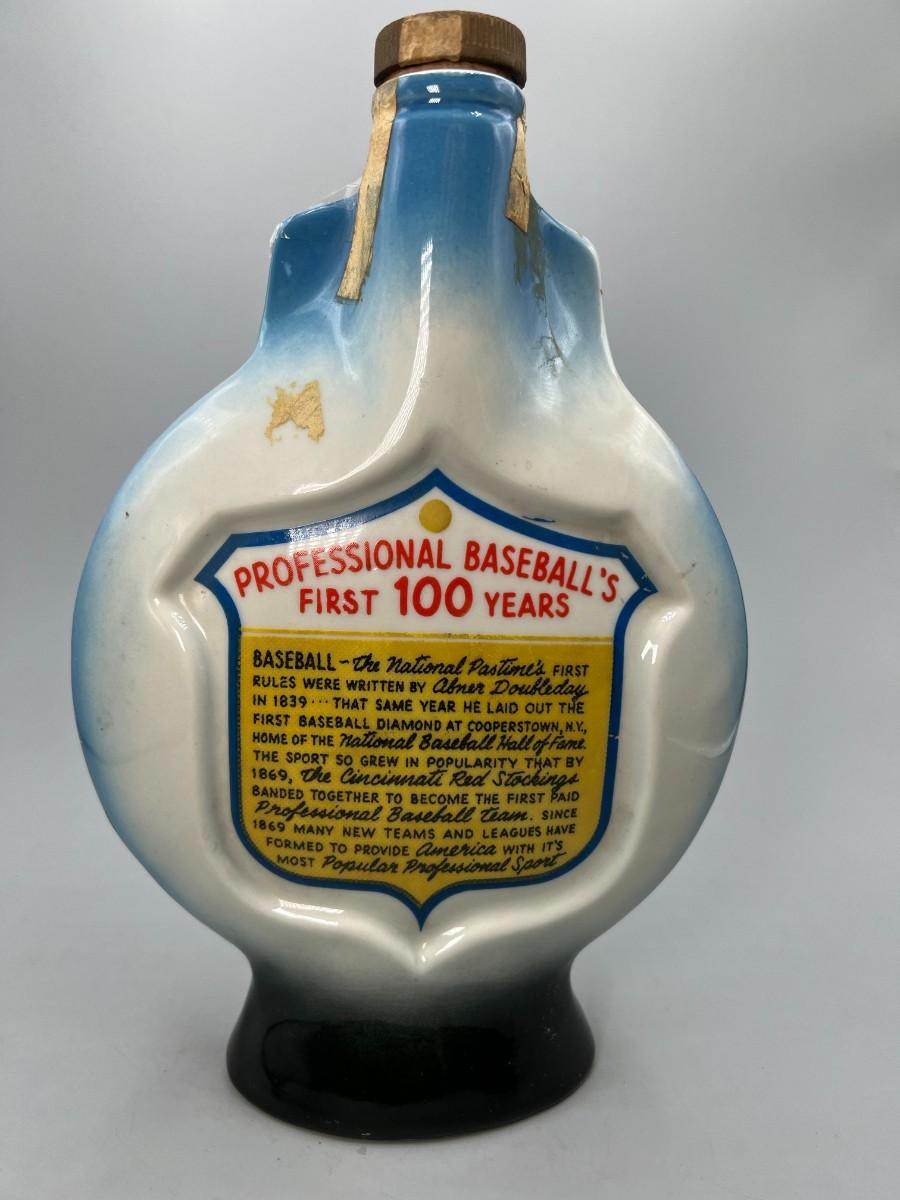 PROFESSIONAL BASEBALL'S
FIRST 100 YEARS
BASEBALL~the National Pastime's FIRST
RULES WERE WRITTEN BY Abner Doubleday
IN 1839 ··· THAT SAME YEAR HE LAID OUT THE
FIRST BASEBALL DIAMOND AT COOPERSTOWN, N.Y.,
HOME OF THE National Baseball Hall of Fame.
THE SPORT SO GREW IN POPULARITY THAT BY
1869, the Cincinnati Red Stockings
BANDED TOGETHER TO BECOME THE FIRST PAID
Professional Baseball Team. SINCE
1869 MANY NEW TEAMS AND LEAGUES HAVE
FORMED TO PROVIDE America WITH IT'S
MOST Popular Professional Sport